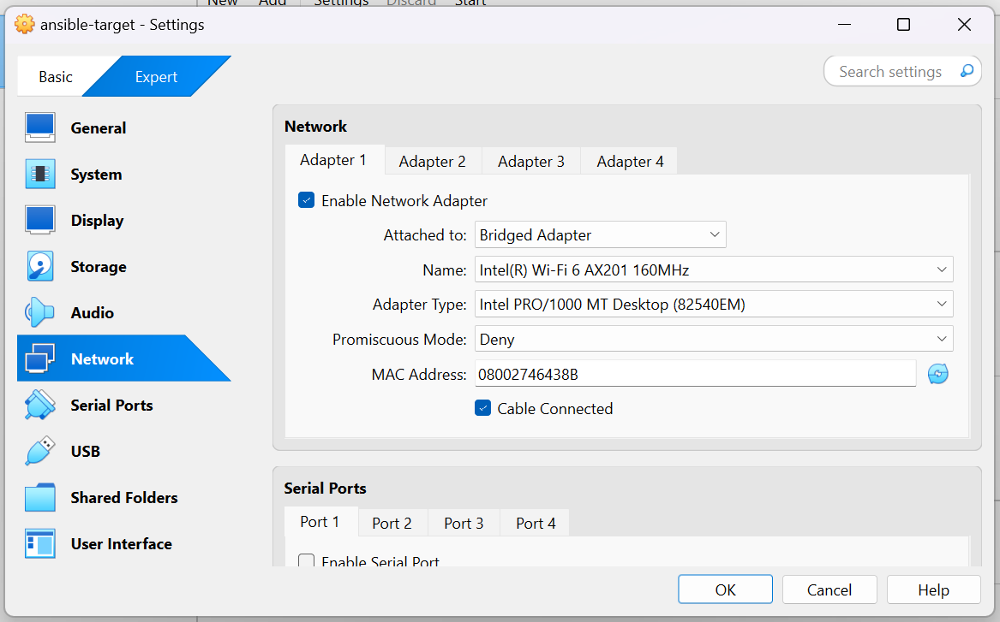 New Add Settings Discard Start
ansible-target - Settings
Basic Expert Search settings
General
System
Display
Storage
Audio
Network
Serial Ports
USB
Shared Folders
User Interface
Network
Adapter 1 Adapter 2 Adapter 3 Adapter 4
Enable Network Adapter
Attached to: Bridged Adapter
Name: Intel(R) Wi-Fi 6 AX201 160MHz
Adapter Type: Intel PRO/1000 MT Desktop (82540EM)
Promiscuous Mode: Deny
MAC Address: 08002746438B
Cable Connected
Serial Ports
Port 1 Port 2 Port 3 Port 4
Enable Serial Port
OK Cancel Help